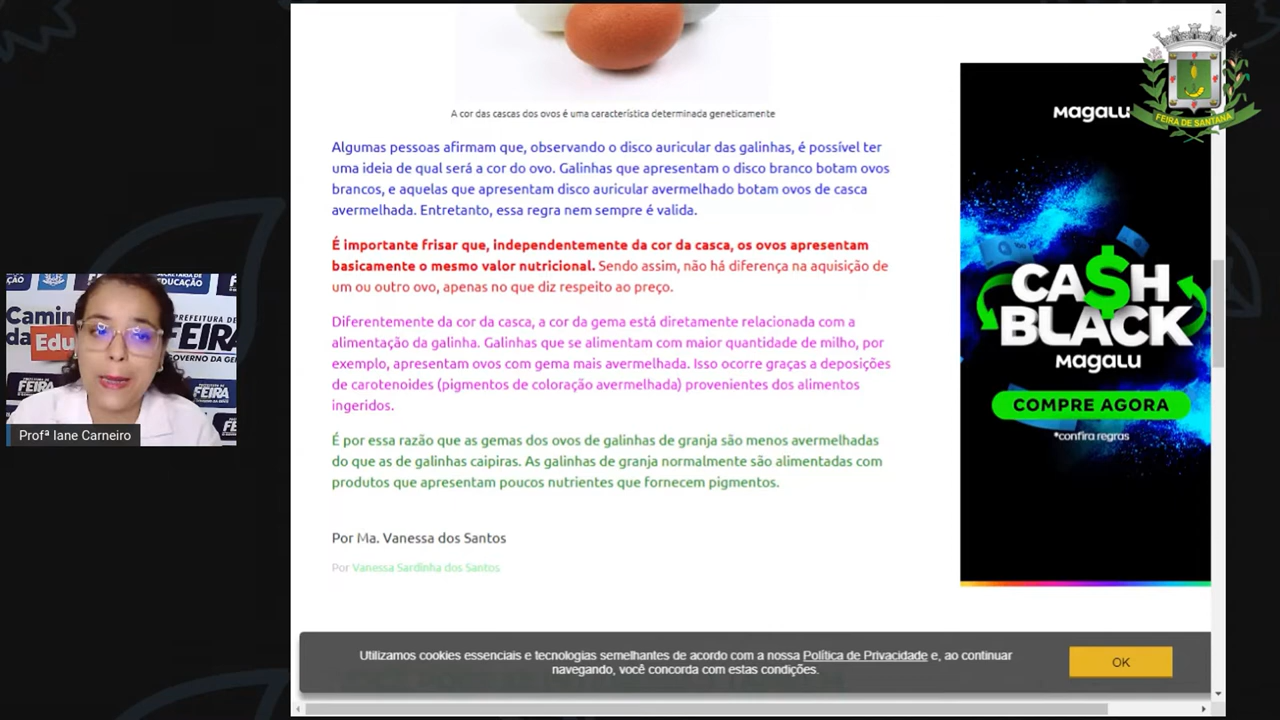 A cor das cascas dos ovos é uma característica determinada geneticamente
Algumas pessoas afirmam que, observando o disco auricular das galinhas, é possível ter
uma ideia de qual será a cor do ovo. Galinhas que apresentam o disco branco botam ovos
brancos, e aquelas que apresentam disco auricular avermelhado botam ovos de casca
avermelhada. Entretanto, essa regra nem sempre é valida.
É importante frisar que, independentemente da cor da casca, os ovos apresentam
basicamente o mesmo valor nutricional. Sendo assim, não há diferença na aquisição de
um ou outro ovo, apenas no que diz respeito ao preço.
Diferentemente da cor da casca, a cor da gema está diretamente relacionada com a
alimentação da galinha. Galinhas que se alimentam com maior quantidade de milho, por
exemplo, apresentam ovos com gema mais avermelhada. Isso ocorre graças a deposições
de carotenoides (pigmentos de coloração avermelhada) provenientes dos alimentos
ingeridos.
É por essa razão que as gemas dos ovos de galinhas de granja são menos avermelhadas
do que as de galinhas caipiras. As galinhas de granja normalmente são alimentadas com
produtos que apresentam poucos nutrientes que fornecem pigmentos.
Por Ma. Vanessa dos Santos
Por Vanessa Sardinha dos Santos
Utilizamos cookies essenciais e tecnologias semelhantes de acordo com a nossa Política de Privacidade e, ao continuar
navegando, você concorda com estas condições.
OK
MAGALU
FEIRA DE SANTANA
CA$H
BLACK
MAGALU
COMPRE AGORA
*confira regras
EDUCAÇÃO
Camin
da
Edu
PREFEITURA DE
FEIRA
GOVERNO DA GE
FEIRA
FEIRA
Profª Iane Carneiro